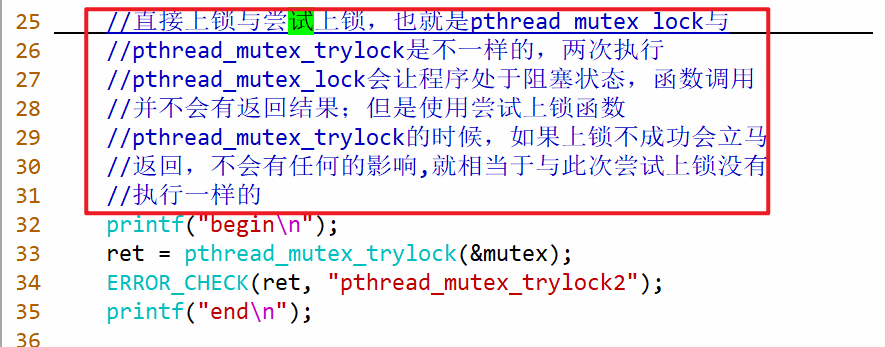 25 //直接上锁与尝试上锁，也就是pthread_mutex_lock与
26 //pthread_mutex_trylock是不一样的，两次执行
27 //pthread_mutex_lock会让程序处于阻塞状态，函数调用
28 //并不会有返回结果；但是使用尝试上锁函数
29 //pthread_mutex_trylock的时候，如果上锁不成功会立马
30 //返回，不会有任何的影响,就相当于与此次尝试上锁没有
31 //执行一样的
32 printf("begin\n");
33 ret = pthread_mutex_trylock(&mutex);
34 ERROR_CHECK(ret, "pthread_mutex_trylock2");
35 printf("end\n");
36